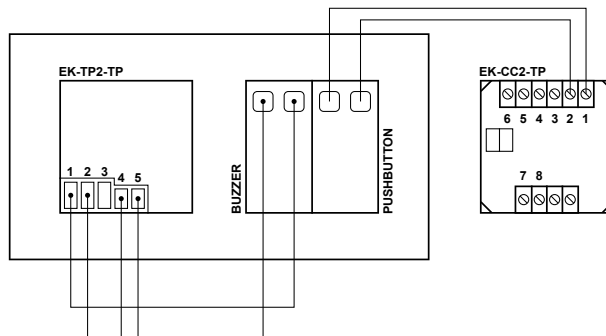 EK-TP2-TP
1 2 3
4 5
BUZZER
PUSHBUTTON
EK-CC2-TP
6 5 4 3 2 1
7 8